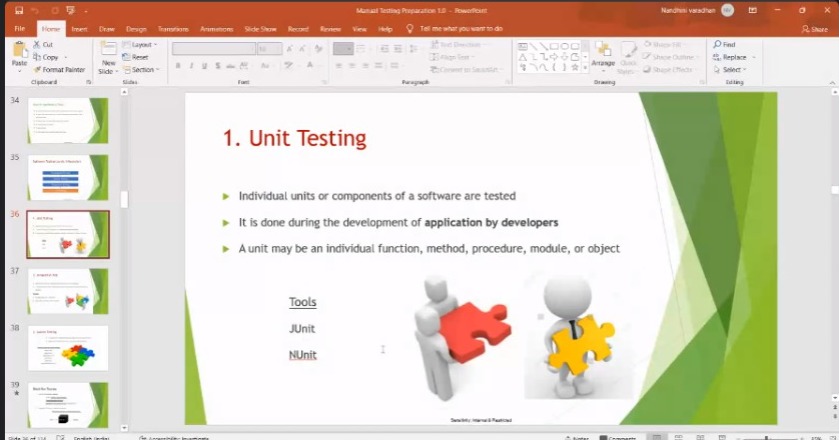 Manual Testing Preparation 1.0 - PowerPoint
Nandhini varadhan
File Home Insert Draw Design Transitions Animations Slide Show Record Review View Help Tell me what you want to do
Share
Paste
Cut
Copy
Format Painter
New
Slide
Layout
Reset
Section
Text Direction
Align Text
Convert to SmartArt
Arrange
Quick
Styles
Shape Fill
Shape Outline
Shape Effects
Find
Replace
Select
Clipboard
Font
Paragraph
Drawing
Editing
34
35
36
37
38
39
1. Unit Testing
Individual units or components of a software are tested
It is done during the development of application by developers
A unit may be an individual function, method, procedure, module, or object
Tools
JUnit
NUnit
Sensitivity: Internal & Restricted
English (India)
Accessibility: Investigate
Notes
Comments